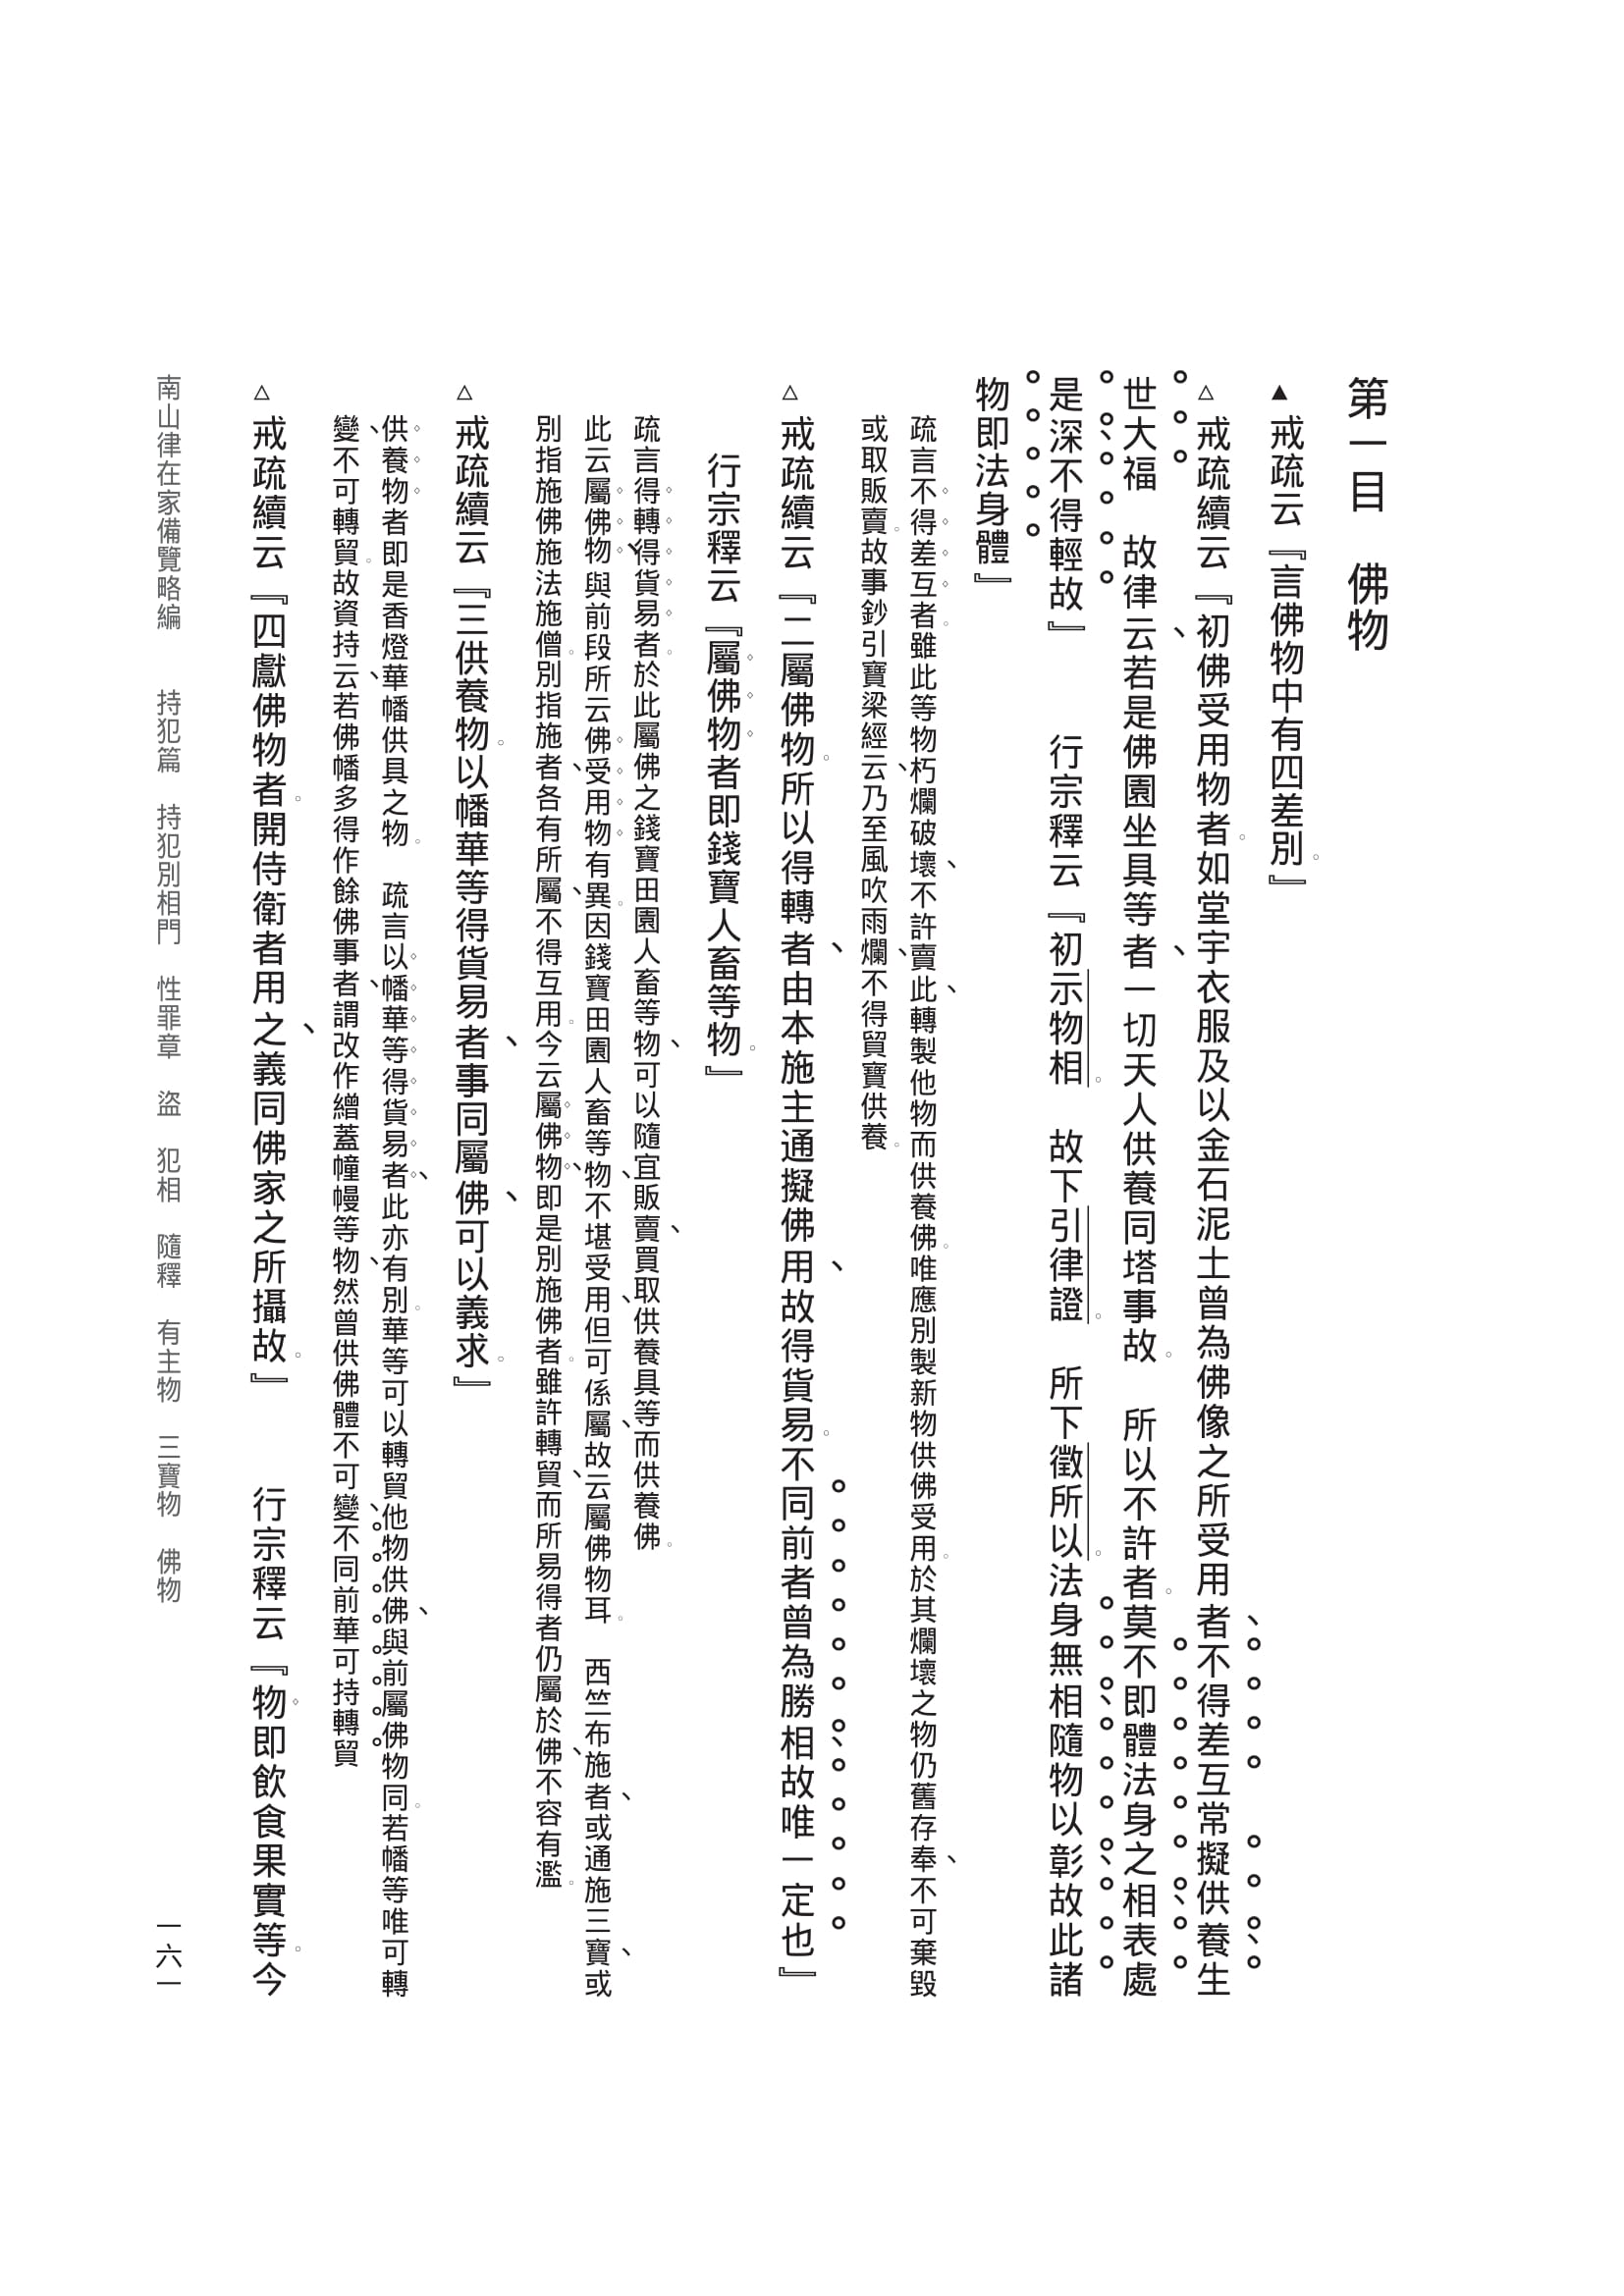 第一目　佛物
▲戒疏云『言佛物中有四差別。』
△戒疏續云『初佛受用物者。如堂宇衣服及以金石泥土曾為佛像之所受用者、不得差互常擬供養、生
世大福　故律云、若是佛園坐具等者、一切天人供養同塔事故。　所以不許者。莫不即體法身之相、表處
是、深不得輕故』　　行宗釋云『初示物相。　故下引律證。　所下徵所以。法身無相、隨物以彰、故此諸
物即法身體』
疏言不得差互者。雖此等物朽爛破壞、不許賣此、轉製他物而供養佛。唯應別製新物供佛受用。於其爛壞之物仍舊存奉、不可棄毀
或取販賣。故事鈔引寶梁經云、乃至風吹雨爛、不得貿寶供養。
△戒疏續云『二屬佛物。所以得轉者、由本施主通擬佛用、故得貨易。不同前者曾為勝相、故唯一定也』
行宗釋云『屬佛物者即錢寶人畜等物。』
疏言得轉得貨易者。於此屬佛之錢寶田園人畜等物、可以隨宜販賣、買取供養具等而供養佛。
此云屬佛物、與前段所云佛受用物有異。因錢寶田園人畜等物、不堪受用、但可係屬、故云屬佛物耳。　西竺布施者、或通施三寶、或
別指施佛施法施僧。別指施者、各有所屬、不得互用。今云屬佛物、即是別施佛者。雖許轉貿、而所易得者仍屬於佛、不容有濫。
△戒疏續云『三供養物。以幡華等得貨易者、事同屬佛、可以義求。』
供養物者即是香燈華幡供具之物。　疏言以幡華等得貨易者、此亦有別。華等可以轉貿他物供佛、與前屬佛物同。若幡等唯可轉
變、不可轉貿。故資持云、若佛幡多得作餘佛事者、謂改作繒蓋幢幔等物、然曾供佛體不可變、不同前華可持轉貿
△戒疏續云『四獻佛物者。開侍衛者用之、義同佛家之所攝故。』　　行宗釋云『物即飲食果實等。今
南山律在家備覽略編　　持犯篇　持犯別相門　性罪章　盜　犯相　隨釋　有主物　三寶物　佛物
一六一